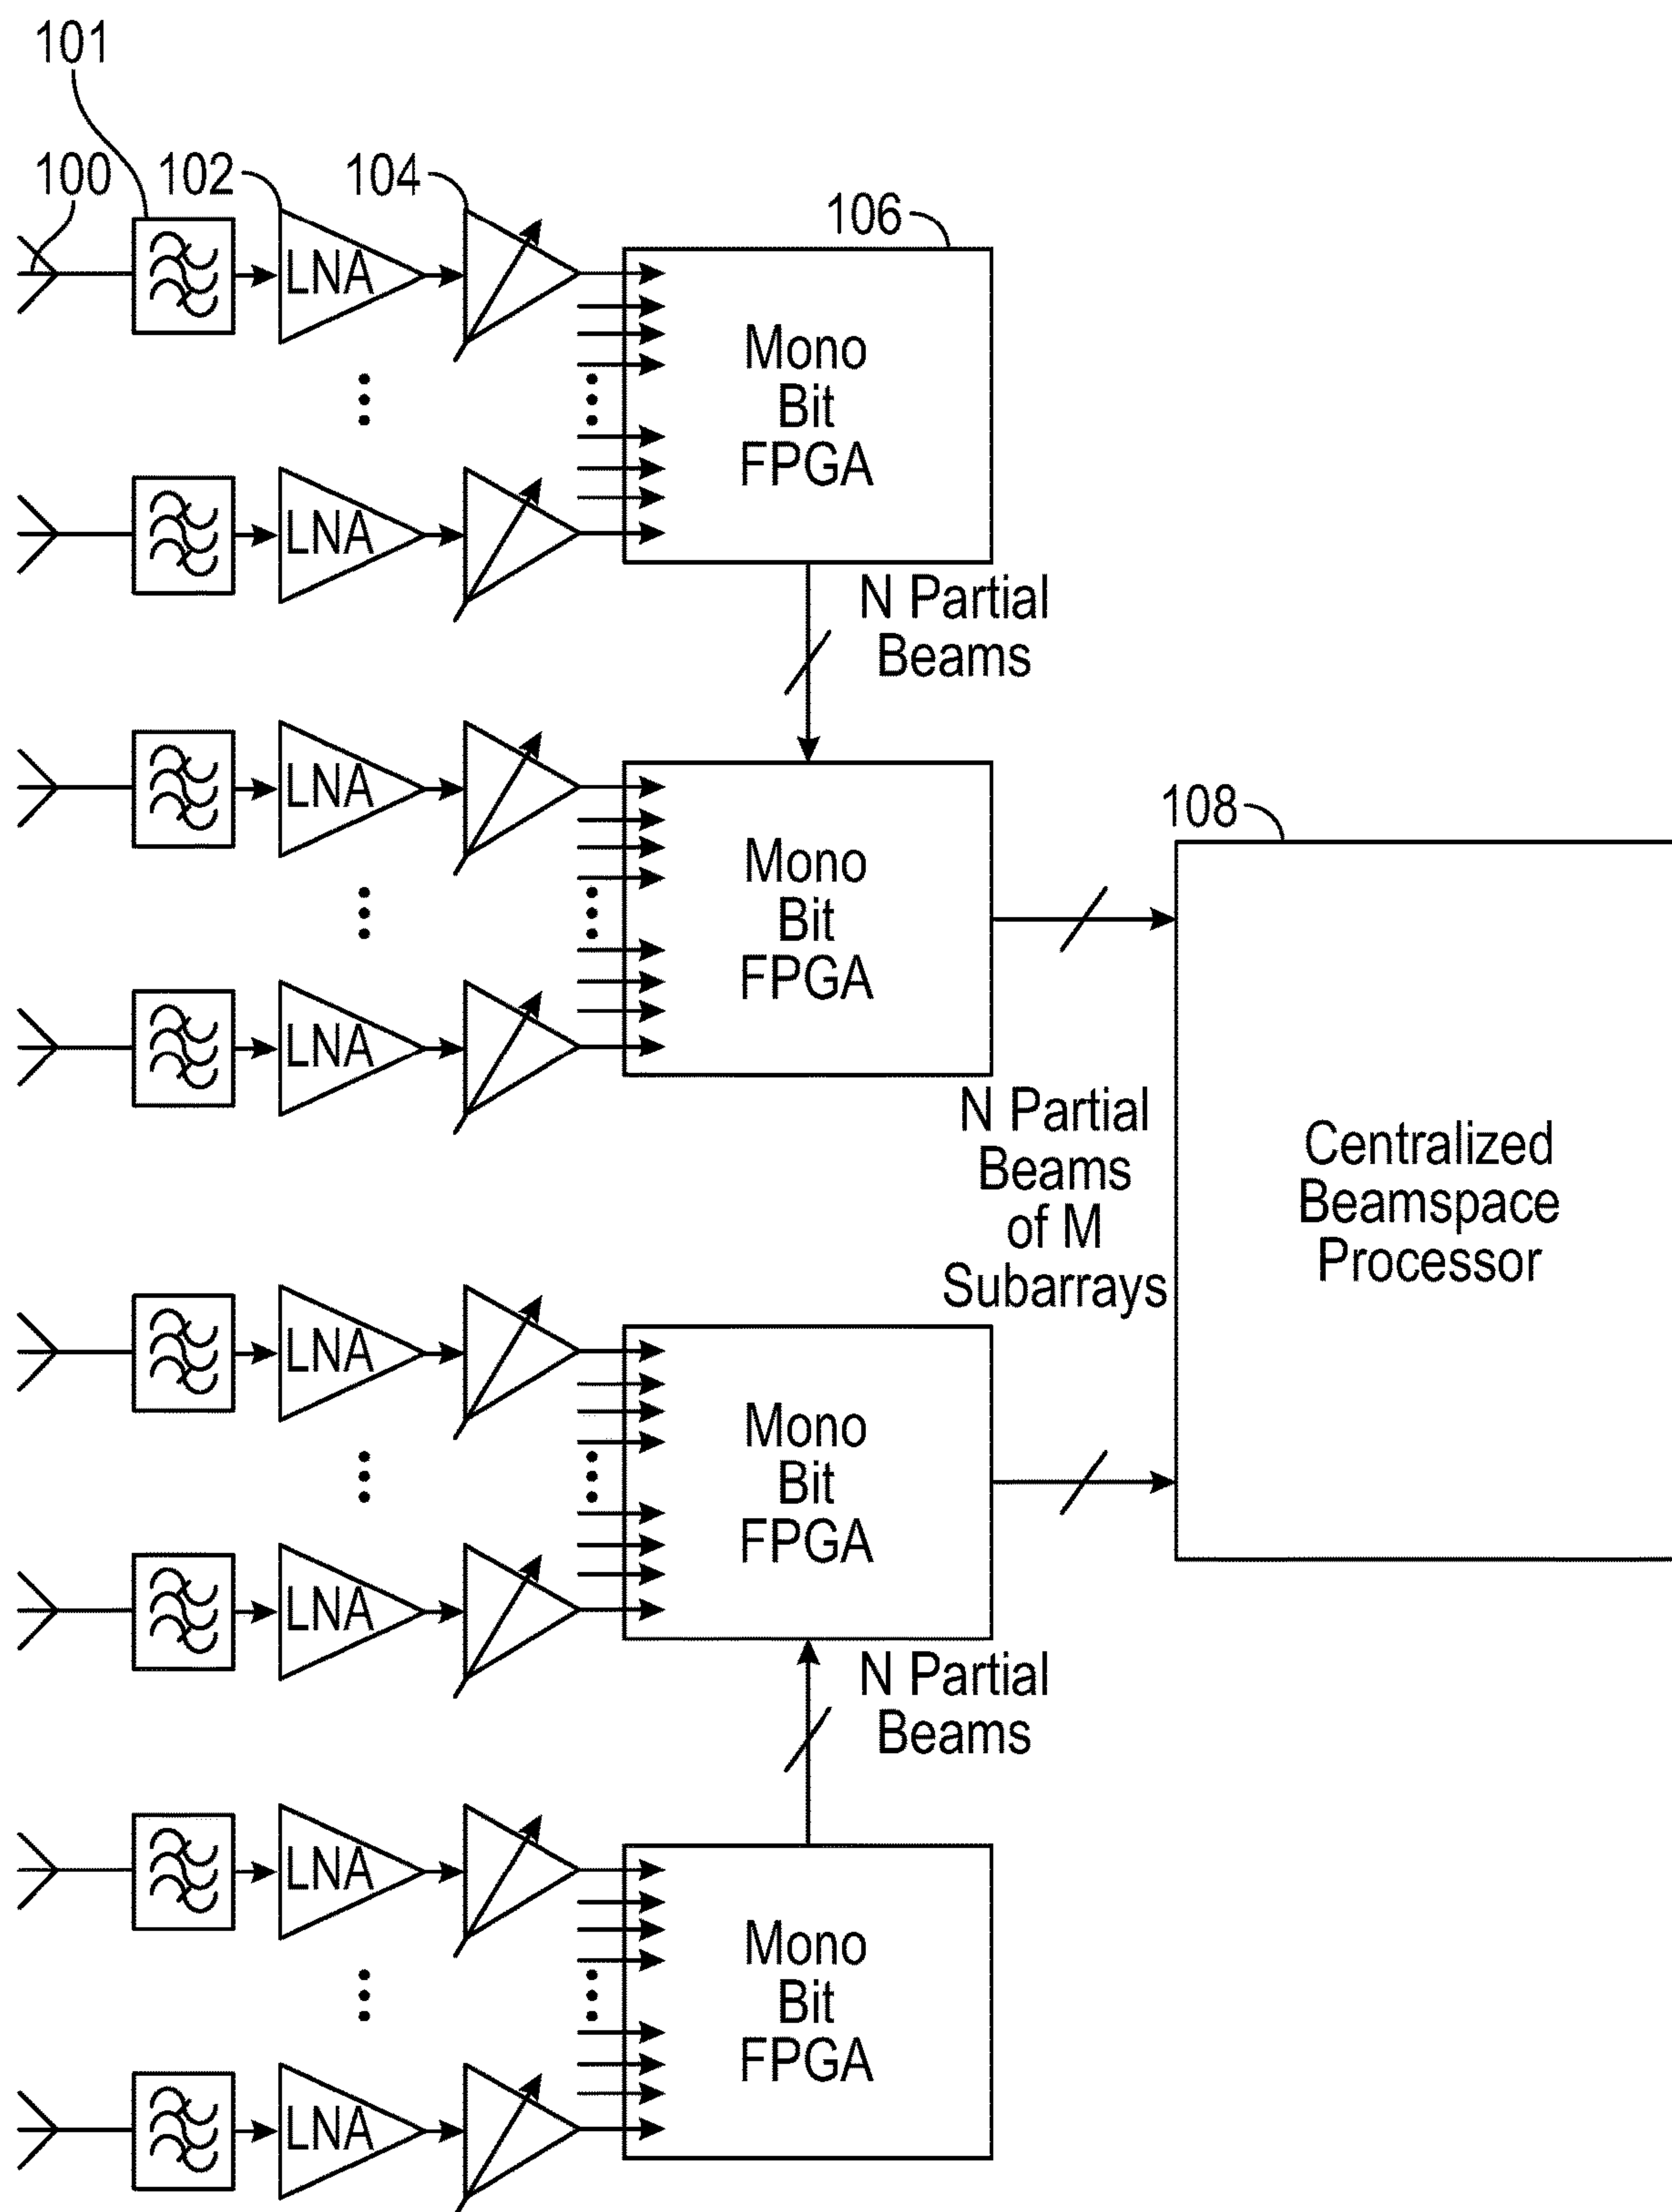 101
100
102
104
106
LNA
Mono
Bit
FPGA
LNA
N Partial
Beams
LNA
Mono
Bit
FPGA
108
LNA
N Partial
Beams
of M
Subarrays
Centralized
Beamspace
Processor
LNA
Mono
Bit
FPGA
LNA
N Partial
Beams
LNA
Mono
Bit
FPGA
LNA